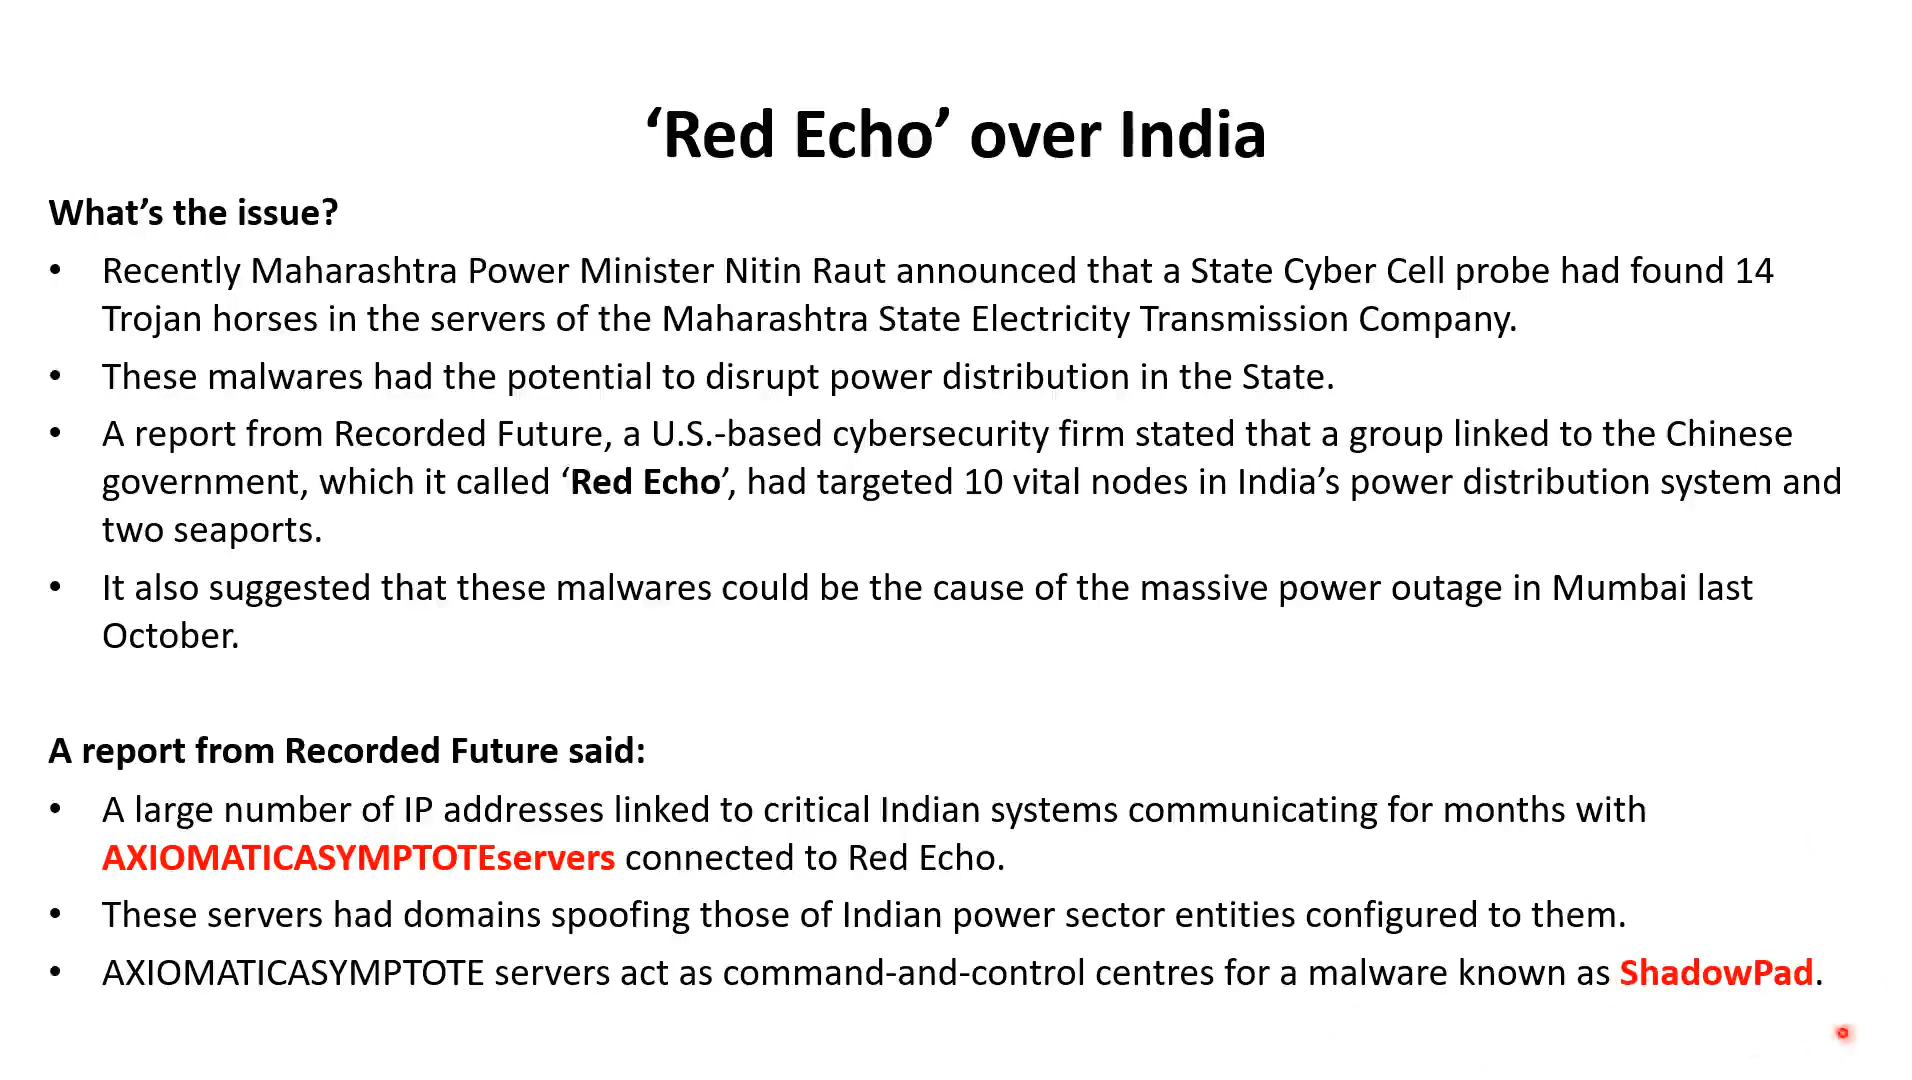 ‘Red Echo’ over India
What’s the issue?
• Recently Maharashtra Power Minister Nitin Raut announced that a State Cyber Cell probe had found 14
Trojan horses in the servers of the Maharashtra State Electricity Transmission Company.
• These malwares had the potential to disrupt power distribution in the State.
• A report from Recorded Future, a U.S.-based cybersecurity firm stated that a group linked to the Chinese
government, which it called ‘Red Echo’, had targeted 10 vital nodes in India’s power distribution system and
two seaports.
• It also suggested that these malwares could be the cause of the massive power outage in Mumbai last
October.
A report from Recorded Future said:
• A large number of IP addresses linked to critical Indian systems communicating for months with
AXIOMATICASYMPTOTEservers connected to Red Echo.
• These servers had domains spoofing those of Indian power sector entities configured to them.
• AXIOMATICASYMPTOTE servers act as command-and-control centres for a malware known as ShadowPad.